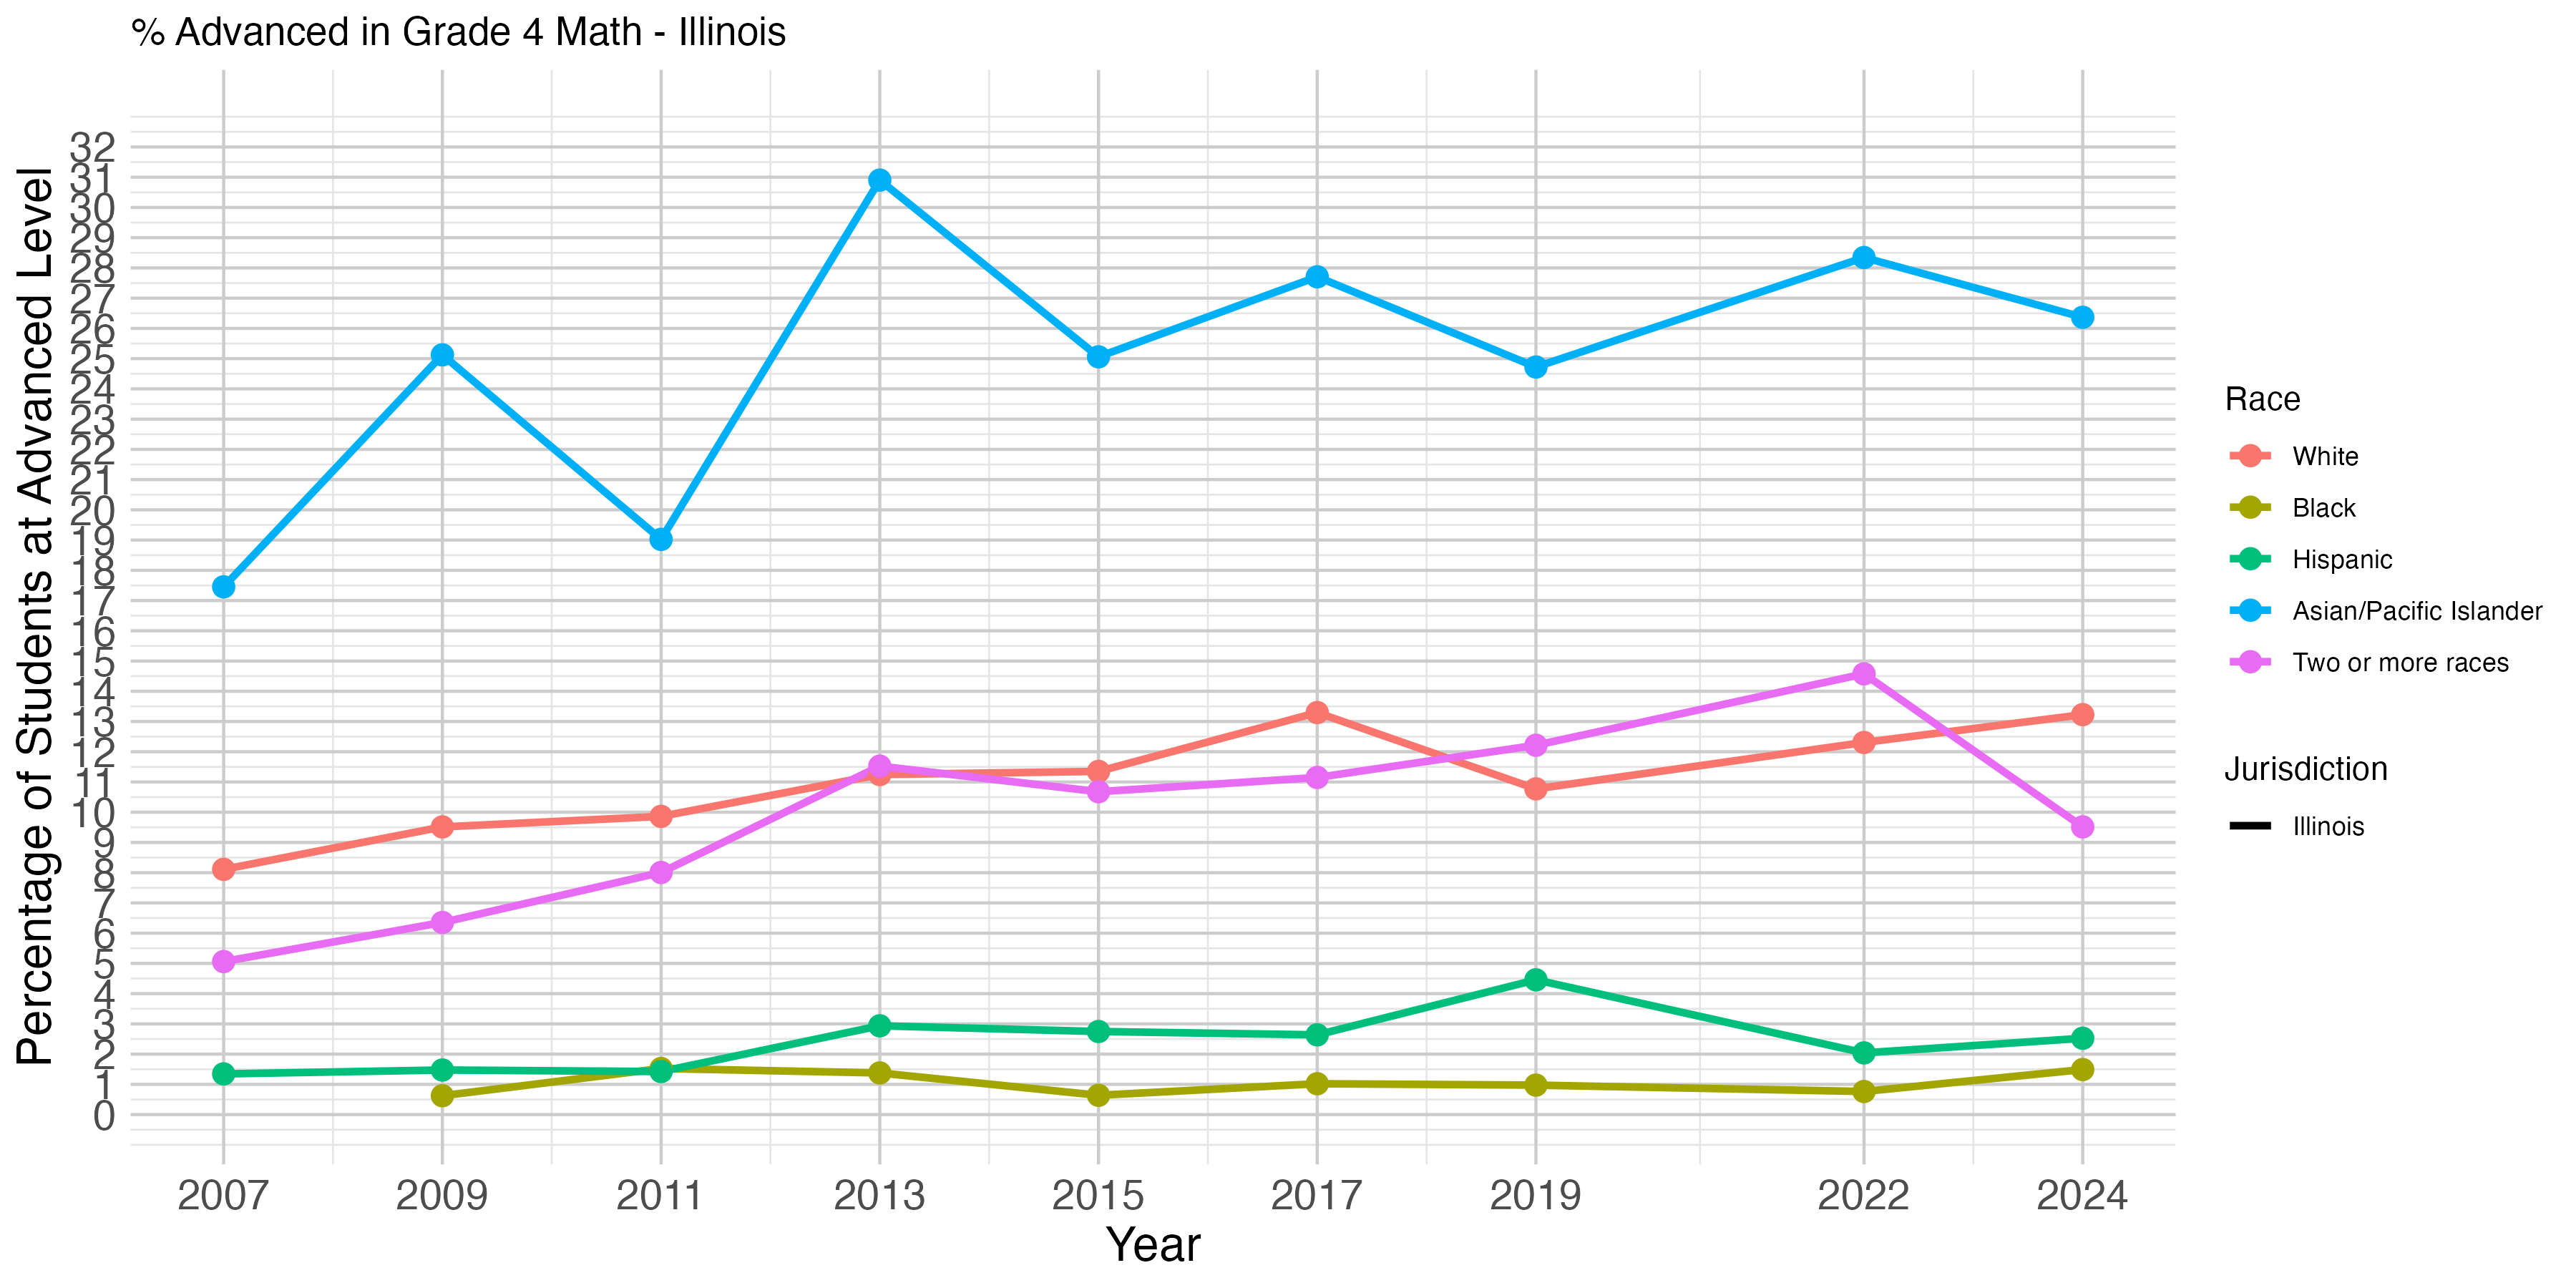 % Advanced in Grade 4 Math - Illinois
Percentage of Students at Advanced Level
32
31
30
29
28
27
26
25
24
23
22
21
20
19
18
17
16
15
14
13
12
11
10
9
8
7
6
5
4
3
2
1
0
2007 2009 2011 2013 2015 2017 2019 2022 2024
Year
Race
White
Black
Hispanic
Asian/Pacific Islander
Two or more races
Jurisdiction
Illinois